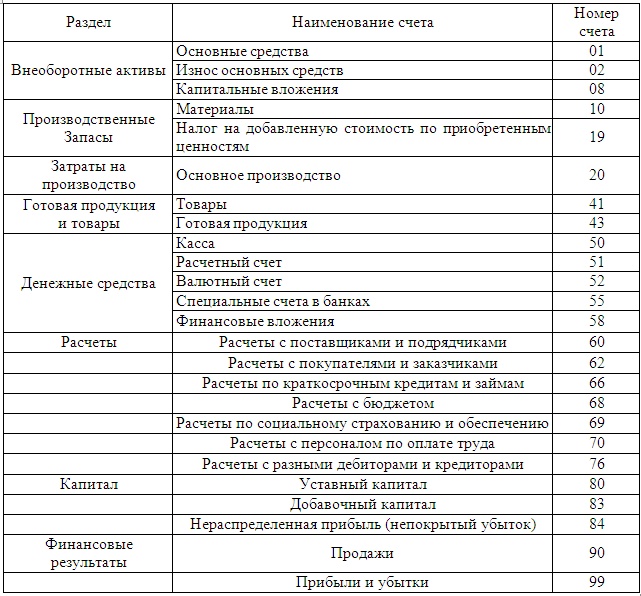 Раздел Наименование счета Номер
счета
Внеоборотные активы Основные средства 01
Износ основных средств 02
Капитальные вложения 08
Производственные
Запасы
Материалы 10
Налог на добавленную стоимость по приобретенным
ценностям 19
Затраты на
производство
Основное производство 20
Готовая продукция
и товары
Товары 41
Готовая продукция 43
Денежные средства
Касса 50
Расчетный счет 51
Валютный счет 52
Специальные счета в банках 55
Финансовые вложения 58
Расчеты Расчеты с поставщиками и подрядчиками 60
Расчеты с покупателями и заказчиками 62
Расчеты по краткосрочным кредитам и займам 66
Расчеты с бюджетом 68
Расчеты по социальному страхованию и обеспечению 69
Расчеты с персоналом по оплате труда 70
Расчеты с разными дебиторами и кредиторами 76
Капитал Уставный капитал 80
Добавочный капитал 83
Нераспределенная прибыль (непокрытый убыток) 84
Финансовые
результаты
Продажи 90
Прибыли и убытки 99